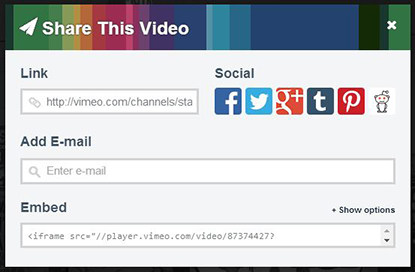 Share This Video
Link
Social
http://vimeo.com/channels/sta
f g+ t
Add E-mail
Enter e-mail
Embed
+ Show options
<iframe src="//player.vimeo.com/video/87374427?